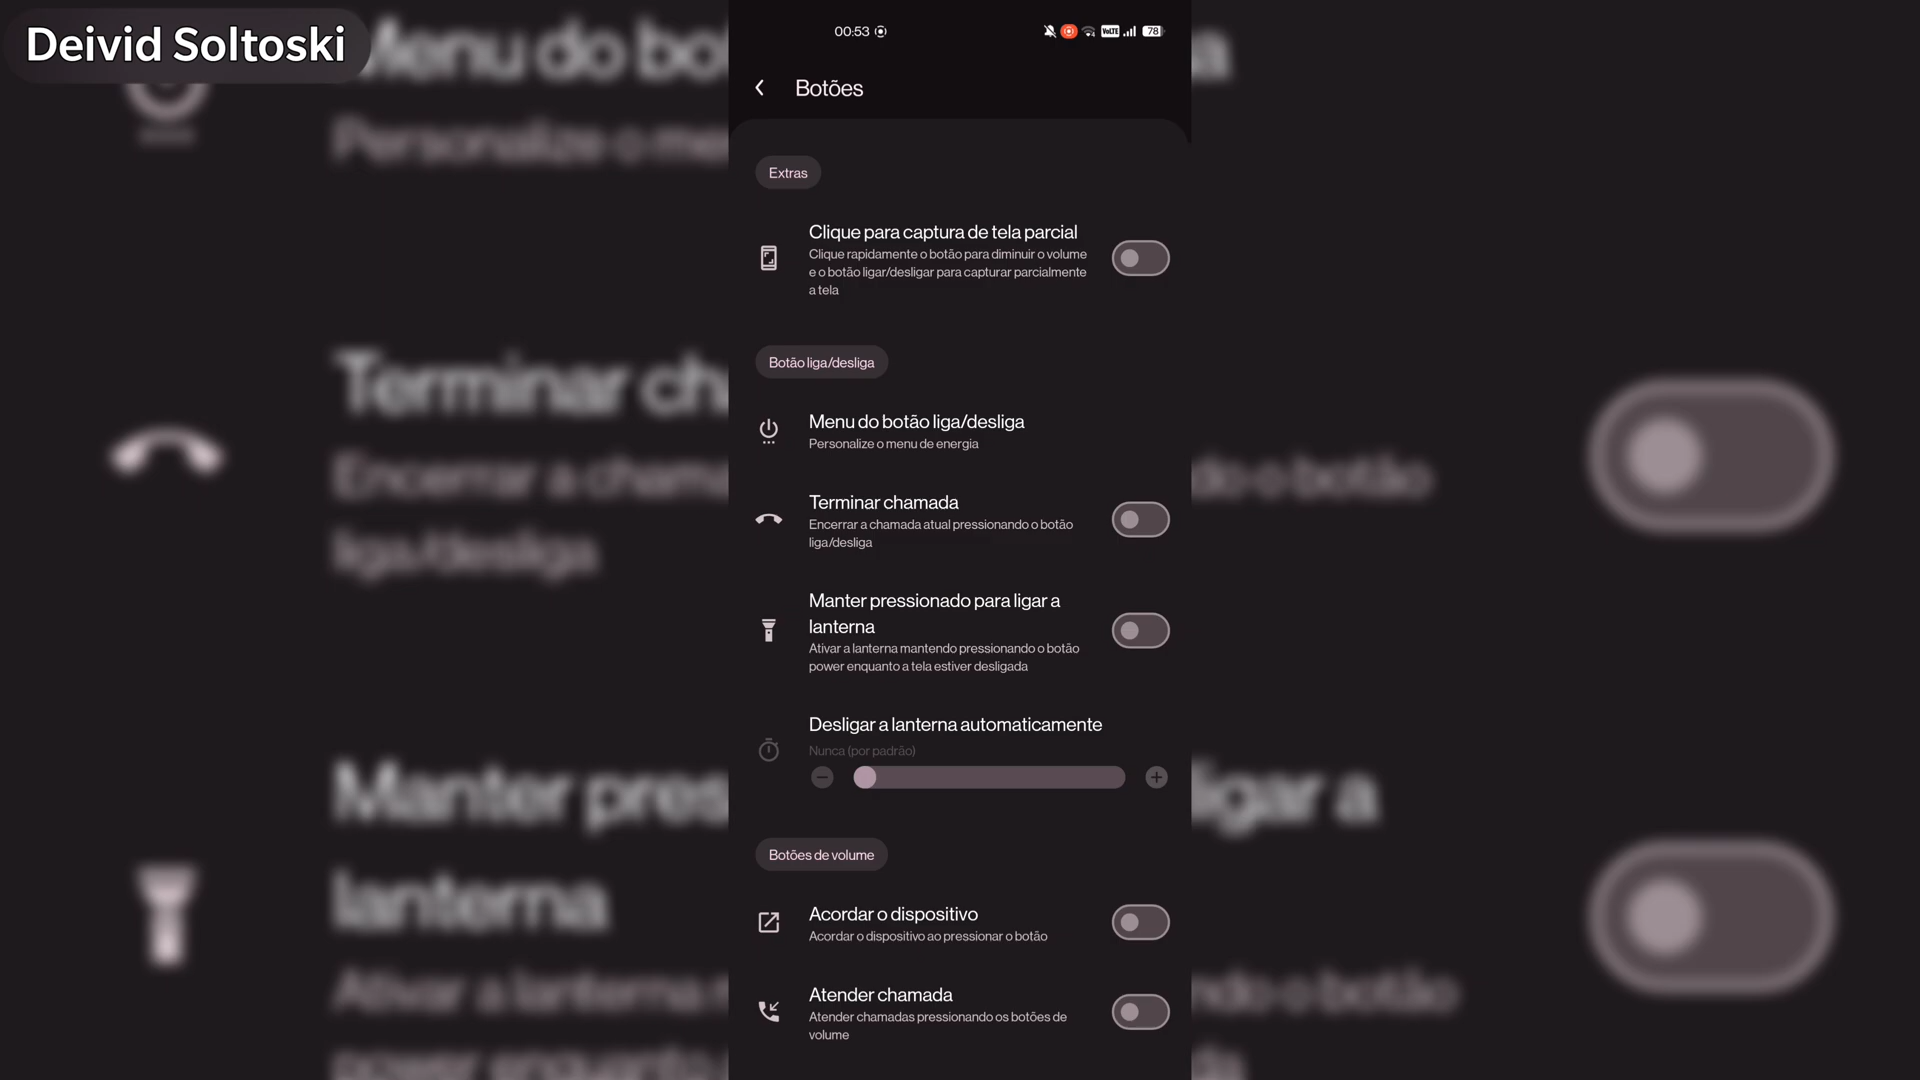 Deivid Soltoski
00:53
VoLTE
78
Botões
Extras
Clique para captura de tela parcial
Clique rapidamente o botão para diminuir o volume
e o botão ligar/desligar para capturar parcialmente
a tela
Botão liga/desliga
Menu do botão liga/desliga
Personalize o menu de energia
Terminar chamada
Encerrar a chamada atual pressionando o botão
liga/desliga
Manter pressionado para ligar a
lanterna
Ativar a lanterna mantendo pressionando o botão
power enquanto a tela estiver desligada
Desligar a lanterna automaticamente
Nunca (por padrão)
Botões de volume
Acordar o dispositivo
Acordar o dispositivo ao pressionar o botão
Atender chamada
Atender chamadas pressionando os botões de
volume